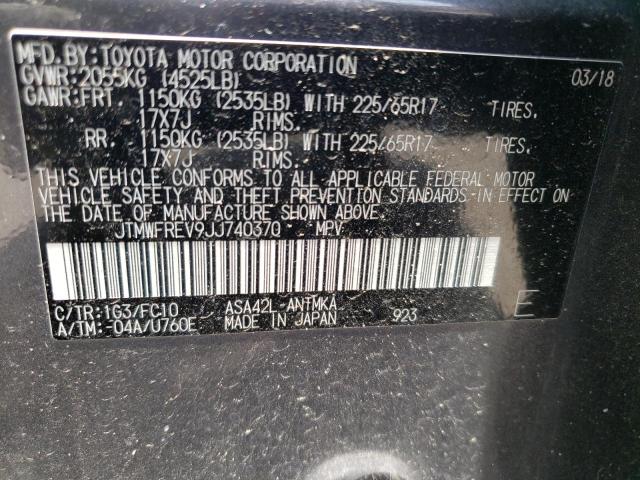 MFD.BY:TOYOTA MOTOR CORPORATION 03/18
GVWR:2055KG (4525LB)
GAWR:FRT. 1150KG (2535LB) WITH 225/65R17 TIRES,
17X7J RIMS.
RR. 1150KG (2535LB) WITH 225/65R17 TIRES,
17X7J RIMS.
THIS VEHICLE CONFORMS TO ALL APPLICABLE FEDERAL MOTOR
VEHICLE SAFETY AND THEFT PREVENTION STANDARDS IN EFFECT ON
THE DATE OF MANUFACTURE SHOWN ABOVE.
JTMWFREV9JJ740370 MPV
C/TR:1G3/FC10 ASA42L-ANTMKA
A/TM:-04A/U760E MADE IN JAPAN 923 E